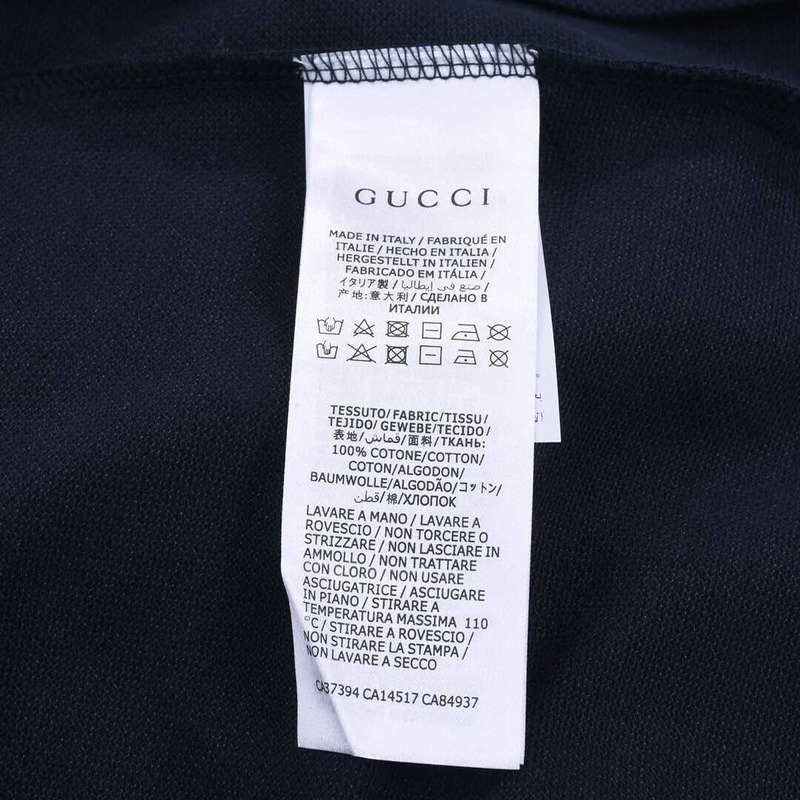 GUCCI
MADE IN ITALY / FABRIQUÉ EN
ITALIE / HECHO EN ITALIA /
HERGESTELLT IN ITALIEN /
FABRICADO EM ITÁLIA /
イタリア製 / صنع في إيطاليا /
产地:意大利 / СДЕЛАНО В
ИТАЛИИ
TESSUTO/FABRIC/TISSU/
TEJIDO/ GEWEBE/TECIDO/
表地/قماش/面料/ТКАНЬ:
100% COTONE/COTTON/
COTON/ALGODON/
BAUMWOLLE/ALGODÃO/コットン/
قطن/棉/ХЛОПОК
LAVARE A MANO / LAVARE A
ROVESCIO / NON TORCERE O
STRIZZARE / NON LASCIARE IN
AMMOLLO / NON TRATTARE
CON CLORO / NON USARE
ASCIUGATRICE / ASCIUGARE
IN PIANO / STIRARE A
TEMPERATURA MASSIMA 110
°C / STIRARE A ROVESCIO /
NON STIRARE LA STAMPA /
NON LAVARE A SECCO
CA37394 CA14517 CA84937